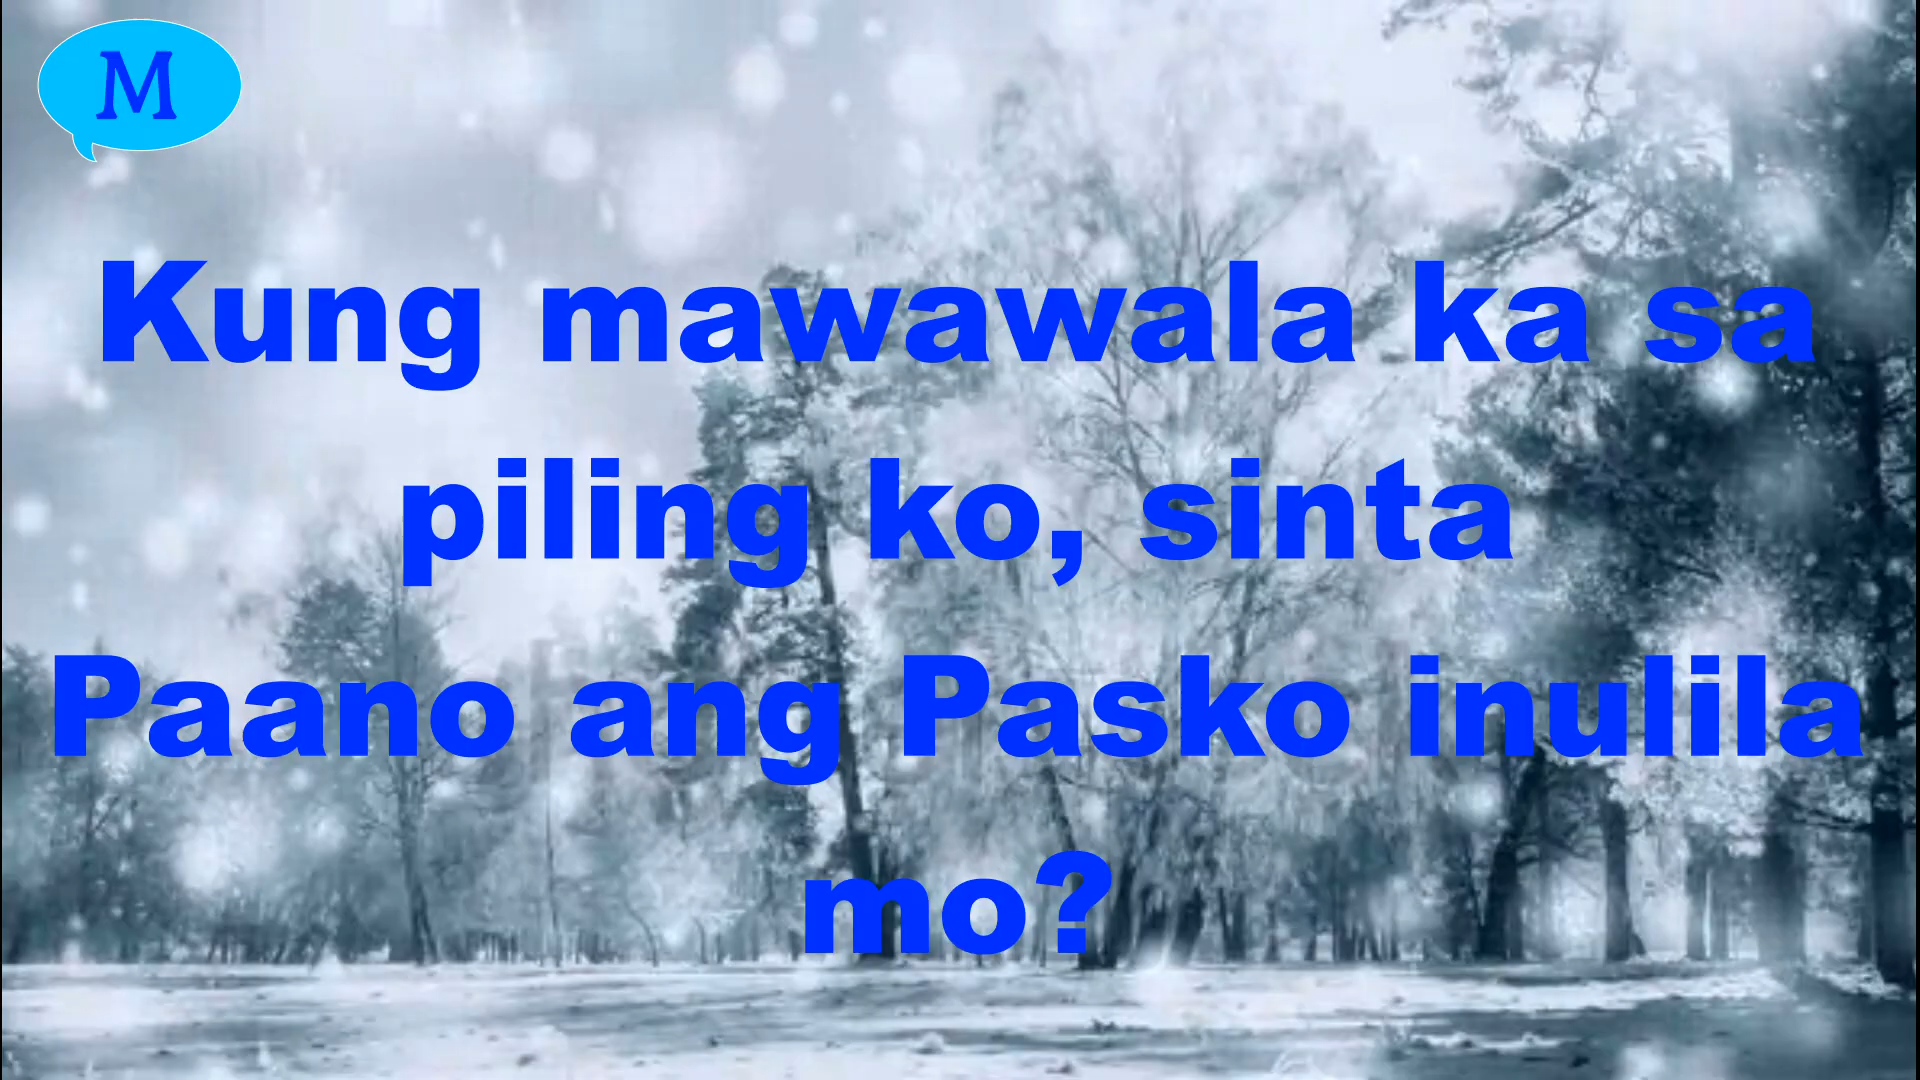 M
Kung mawawala ka sa
piling ko, sinta
Paano ang Pasko inulila
mo?